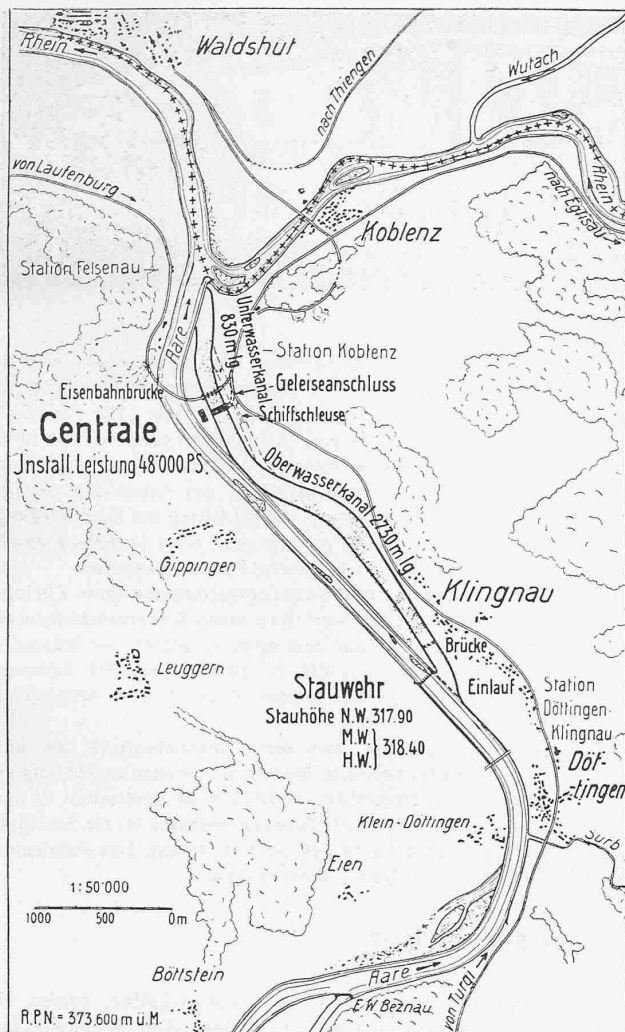 Waldshut
Rhein
nach Thiengen
Wutach
von Laufenburg
Rhein
nach Eglisau
Koblenz
Station Felsenau
Aare
Unterwasserkanal
830 m lg.
Station Koblenz
Geleiseanschluss
Eisenbahnbrücke
Schiffschleuse
Centrale
Jnstall. Leistung 48'000 PS.
Oberwasserkanal 2730 m lg.
Gippingen
Klingnau
Leuggern
Brücke
Einlauf
Stauwehr
Stauhöhe N.W. 317.90
M.W.
H.W. } 318.40
Station
Döttingen-
Klingnau
Döt-
tingen
Klein-Döttingen
Surb
Eien
1:50'000
1000 500 0 m
Böttstein
Aare
von Turgi
E.W. Beznau
R.P.N. = 373.600 m ü.M.